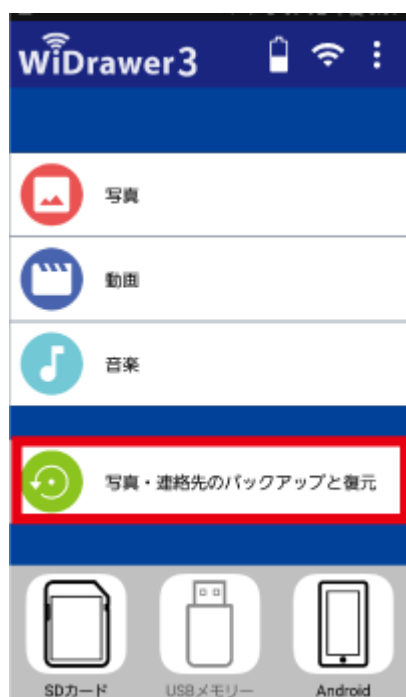 WiDrawer3
写真
動画
音楽
写真・連絡先のバックアップと復元
SDカード
USBメモリー
Android